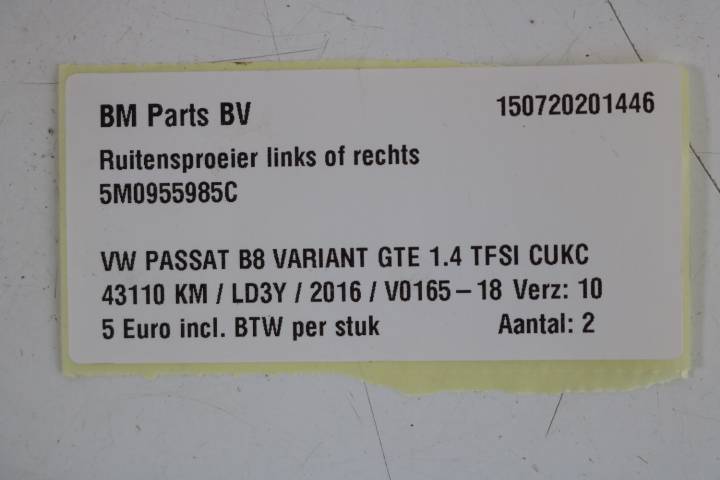 BM Parts BV 150720201446
Ruitensproeier links of rechts
5M0955985C
VW PASSAT B8 VARIANT GTE 1.4 TFSI CUKC
43110 KM / LD3Y / 2016 / V0165-18 Verz: 10
5 Euro incl. BTW per stuk Aantal: 2